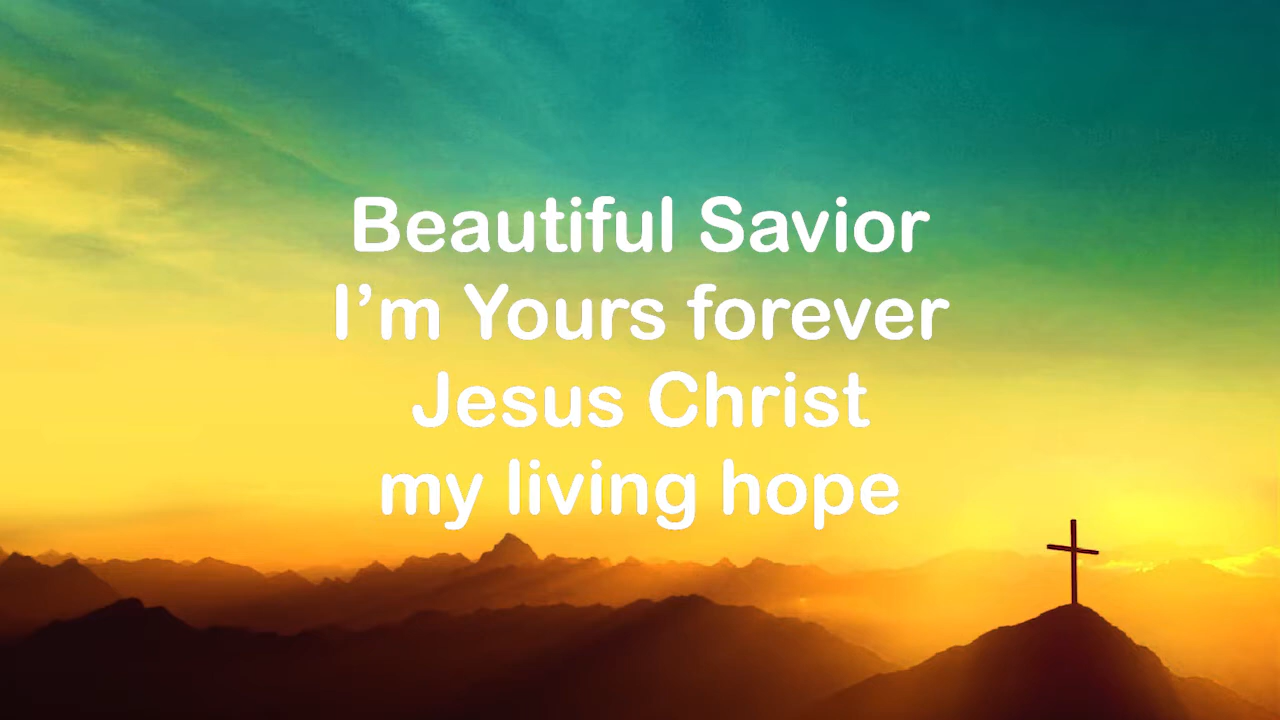 Beautiful Savior
I’m Yours forever
Jesus Christ
my living hope